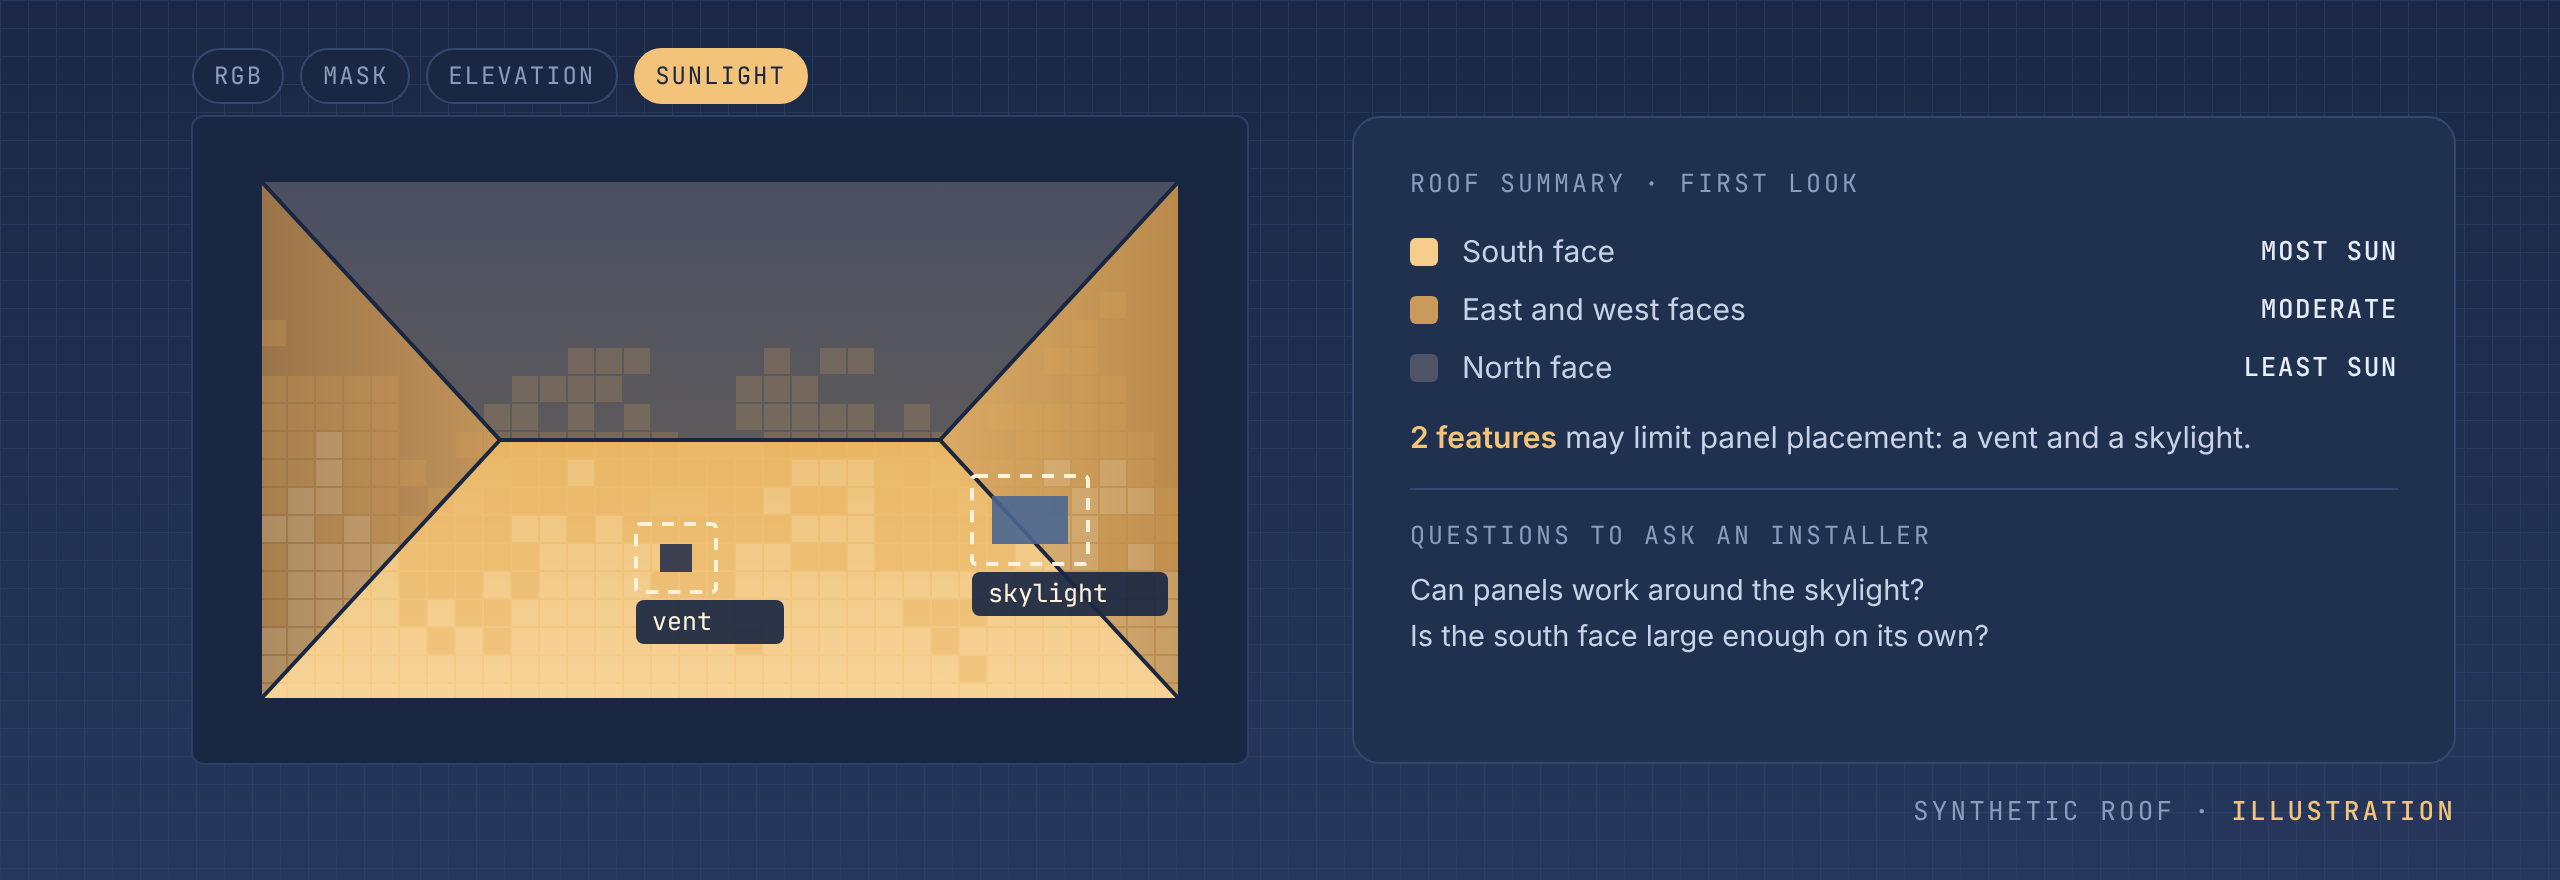 RGB MASK ELEVATION SUNLIGHT
vent
skylight
ROOF SUMMARY · FIRST LOOK
South face MOST SUN
East and west faces MODERATE
North face LEAST SUN
2 features may limit panel placement: a vent and a skylight.
QUESTIONS TO ASK AN INSTALLER
Can panels work around the skylight?
Is the south face large enough on its own?
SYNTHETIC ROOF · ILLUSTRATION